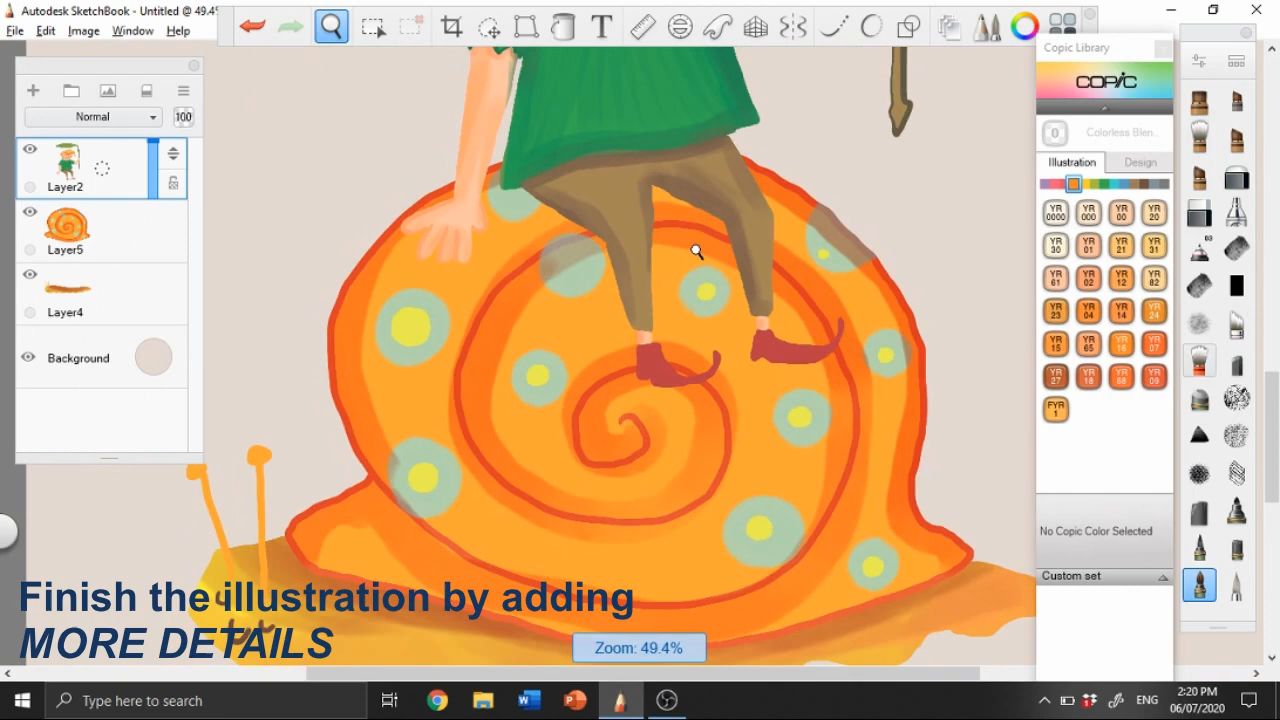 Autodesk SketchBook - Untitled @ 49.4%
File Edit Image Window Help
T
Normal
100
Layer2
Layer5
Layer4
Background
Copic Library
COPIC
0 Colorless Blen...
Illustration Design
YR 0000 YR 000 YR 00 YR 20
YR 30 YR 01 YR 21 YR 31
YR 61 YR 02 YR 12 YR 82
YR 23 YR 04 YR 14 YR 24
YR 15 YR 65 YR 16 YR 07
YR 27 YR 18 YR 68 YR 09
FYR 1
No Copic Color Selected
Custom set
Finish the illustration by adding
MORE DETAILS
Zoom: 49.4%
Type here to search
ENG
2:20 PM
06/07/2020